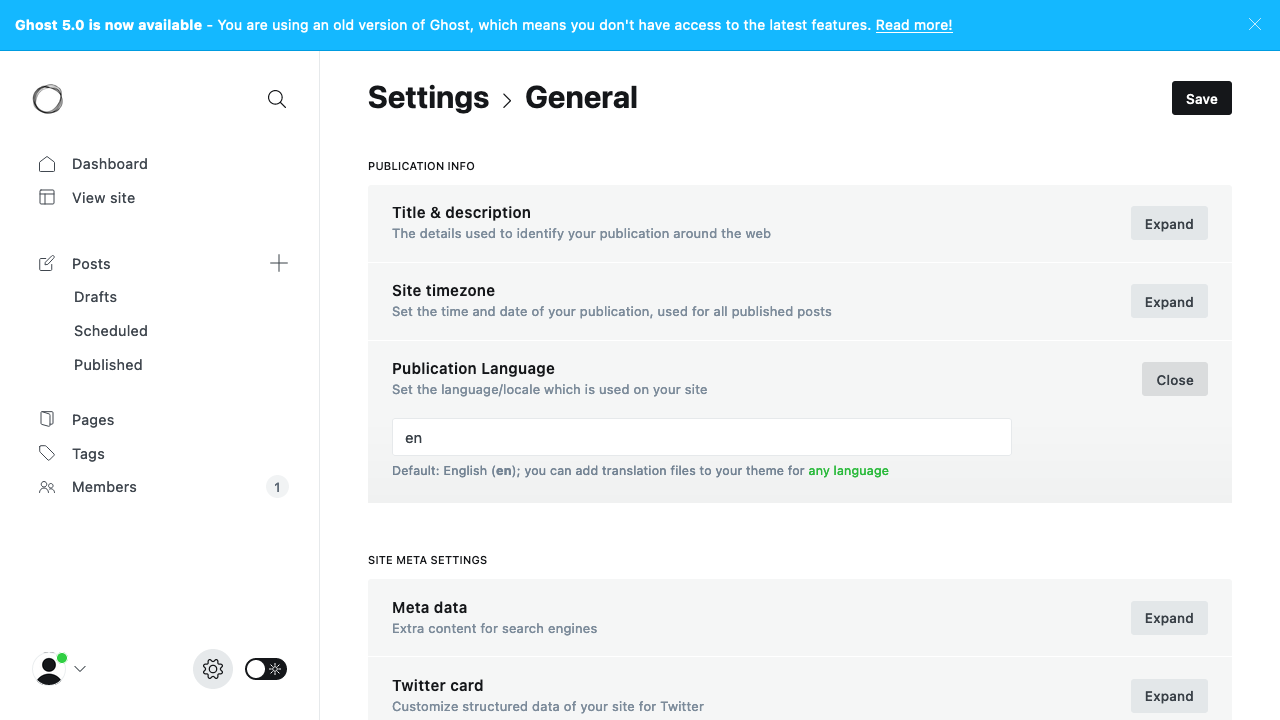 Ghost 5.0 is now available - You are using an old version of Ghost, which means you don't have access to the latest features. Read more!
Settings > General
Save
Dashboard
View site
Posts
Drafts
Scheduled
Published
Pages
Tags
Members
1
PUBLICATION INFO
Title & description
The details used to identify your publication around the web
Expand
Site timezone
Set the time and date of your publication, used for all published posts
Expand
Publication Language
Set the language/locale which is used on your site
Close
en
Default: English (en); you can add translation files to your theme for any language
SITE META SETTINGS
Meta data
Extra content for search engines
Expand
Twitter card
Customize structured data of your site for Twitter
Expand